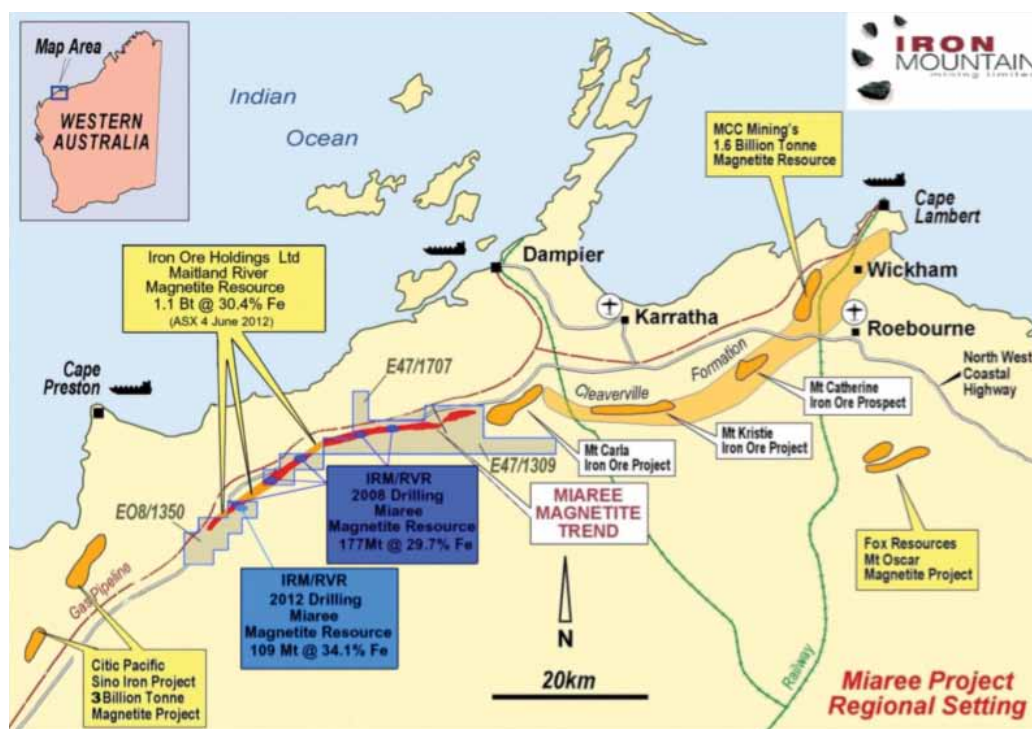 Map Area
WESTERN
AUSTRALIA
Indian
Ocean
IRON
MOUNTAIN
mining limited
MCC Mining's
1.6 Billion Tonne
Magnetite Resource
Cape
Lambert
Iron Ore Holdings Ltd
Maitland River
Magnetite Resource
1.1 Bt @ 30.4% Fe
(ASX 4 June 2012)
Dampier
Wickham
Karratha
Roebourne
Cape
Preston
E47/1707
North West
Coastal
Highway
Cleaverville
Formation
Mt Catherine
Iron Ore Prospect
Mt Kristie
Iron Ore Project
Mt Carla
Iron Ore Project
E47/1309
IRM/RVR
2008 Drilling
Miaree
Magnetite Resource
177Mt @ 29.7% Fe
MIAREE
MAGNETITE
TREND
EO8/1350
Fox Resources
Mt Oscar
Magnetite Project
Gas Pipeline
IRM/RVR
2012 Drilling
Miaree
Magnetite Resource
109 Mt @ 34.1% Fe
N
Citic Pacific
Sino Iron Project
3Billion Tonne
Magnetite Project
20km
Railway
Miaree Project
Regional Setting